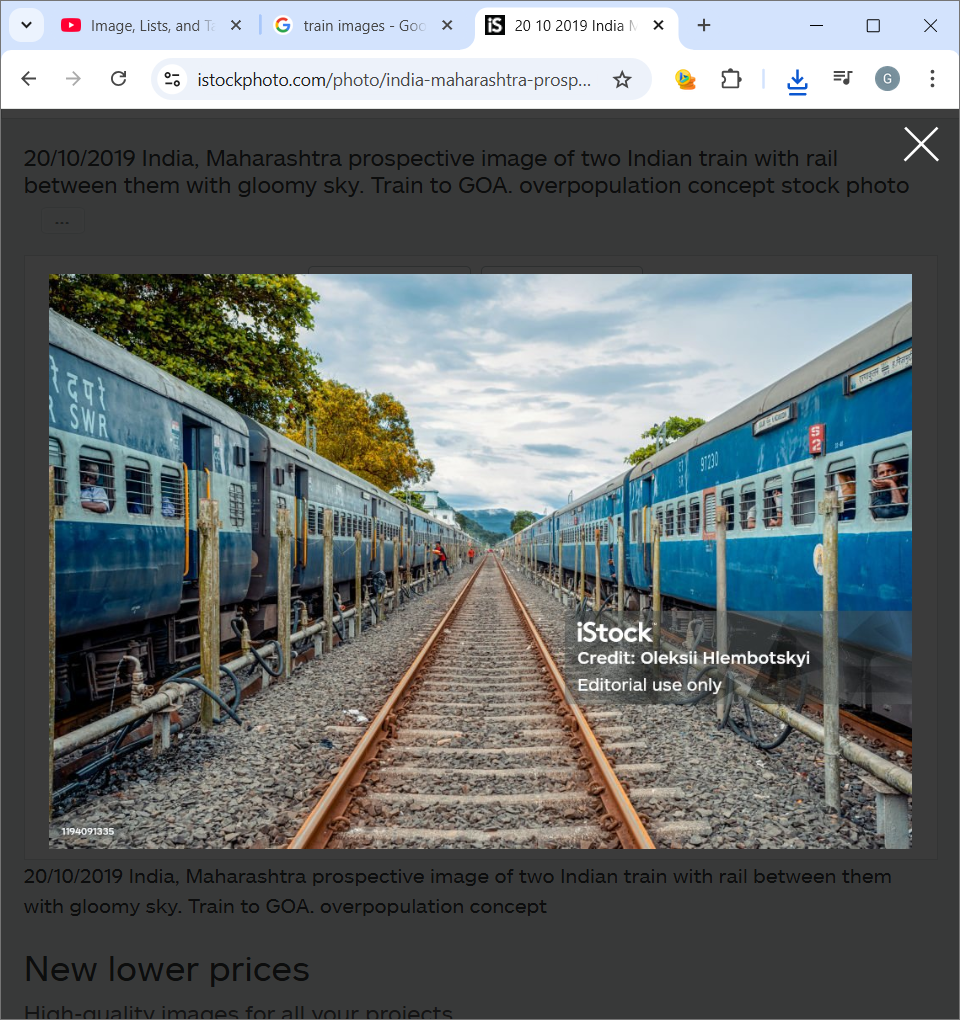 Image, Lists, and Ta
train images - Goo
20 10 2019 India M
istockphoto.com/photo/india-maharashtra-prosp...
G
20/10/2019 India, Maharashtra prospective image of two Indian train with rail
between them with gloomy sky. Train to GOA. overpopulation concept stock photo
...
रे द प रे
SWR
97230
S
2
iStock
Credit: Oleksii Hlembotskyi
Editorial use only
1194091335
20/10/2019 India, Maharashtra prospective image of two Indian train with rail between them
with gloomy sky. Train to GOA. overpopulation concept
New lower prices
High-quality images for all your projects